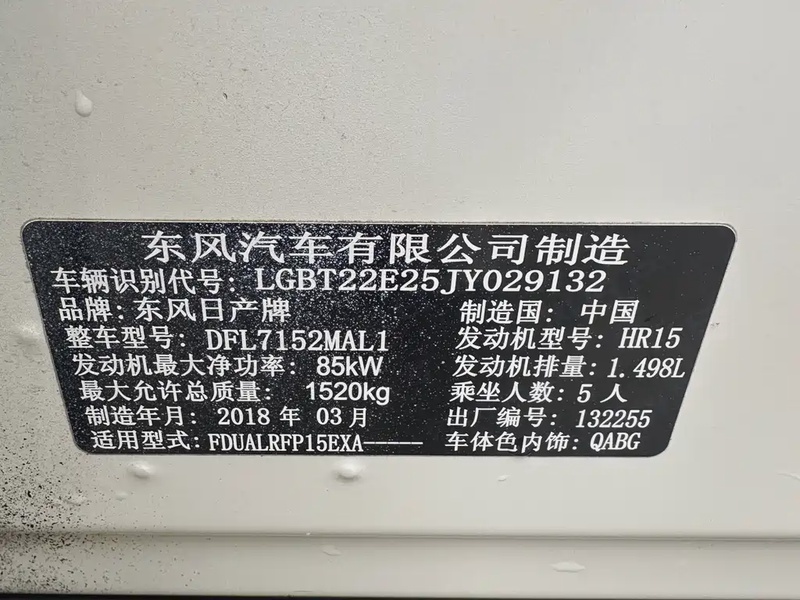 东风汽车有限公司制造
车辆识别代号: LGBT22E25JY029132
品牌: 东风日产牌 制造国: 中国
整车型号: DFL7152MAL1 发动机型号: HR15
发动机最大净功率: 85kW 发动机排量: 1.498L
最大允许总质量: 1520kg 乘坐人数: 5 人
制造年月: 2018 年 03 月 出厂编号: 132255
适用型式: FDUALRFP15EXA----- 车体色内饰: QABG